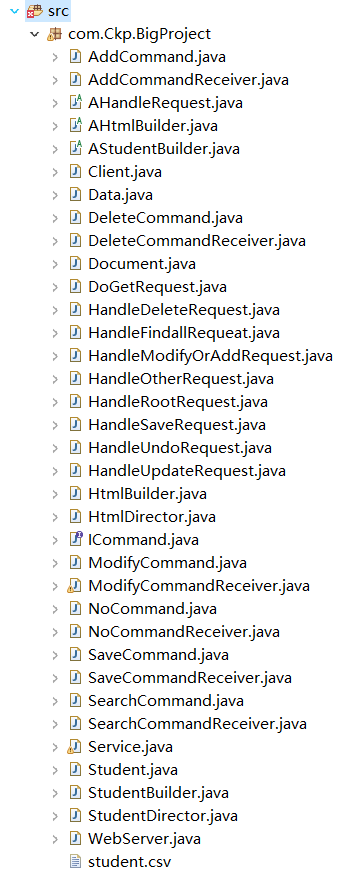 src
com.Ckp.BigProject
AddCommand.java
AddCommandReceiver.java
AHandleRequest.java
AHtmlBuilder.java
AStudentBuilder.java
Client.java
Data.java
DeleteCommand.java
DeleteCommandReceiver.java
Document.java
DoGetRequest.java
HandleDeleteRequest.java
HandleFindallRequeat.java
HandleModifyOrAddRequest.java
HandleOtherRequest.java
HandleRootRequest.java
HandleSaveRequest.java
HandleUndoRequest.java
HandleUpdateRequest.java
HtmlBuilder.java
HtmlDirector.java
ICommand.java
ModifyCommand.java
ModifyCommandReceiver.java
NoCommand.java
NoCommandReceiver.java
SaveCommand.java
SaveCommandReceiver.java
SearchCommand.java
SearchCommandReceiver.java
Service.java
Student.java
StudentBuilder.java
StudentDirector.java
WebServer.java
student.csv